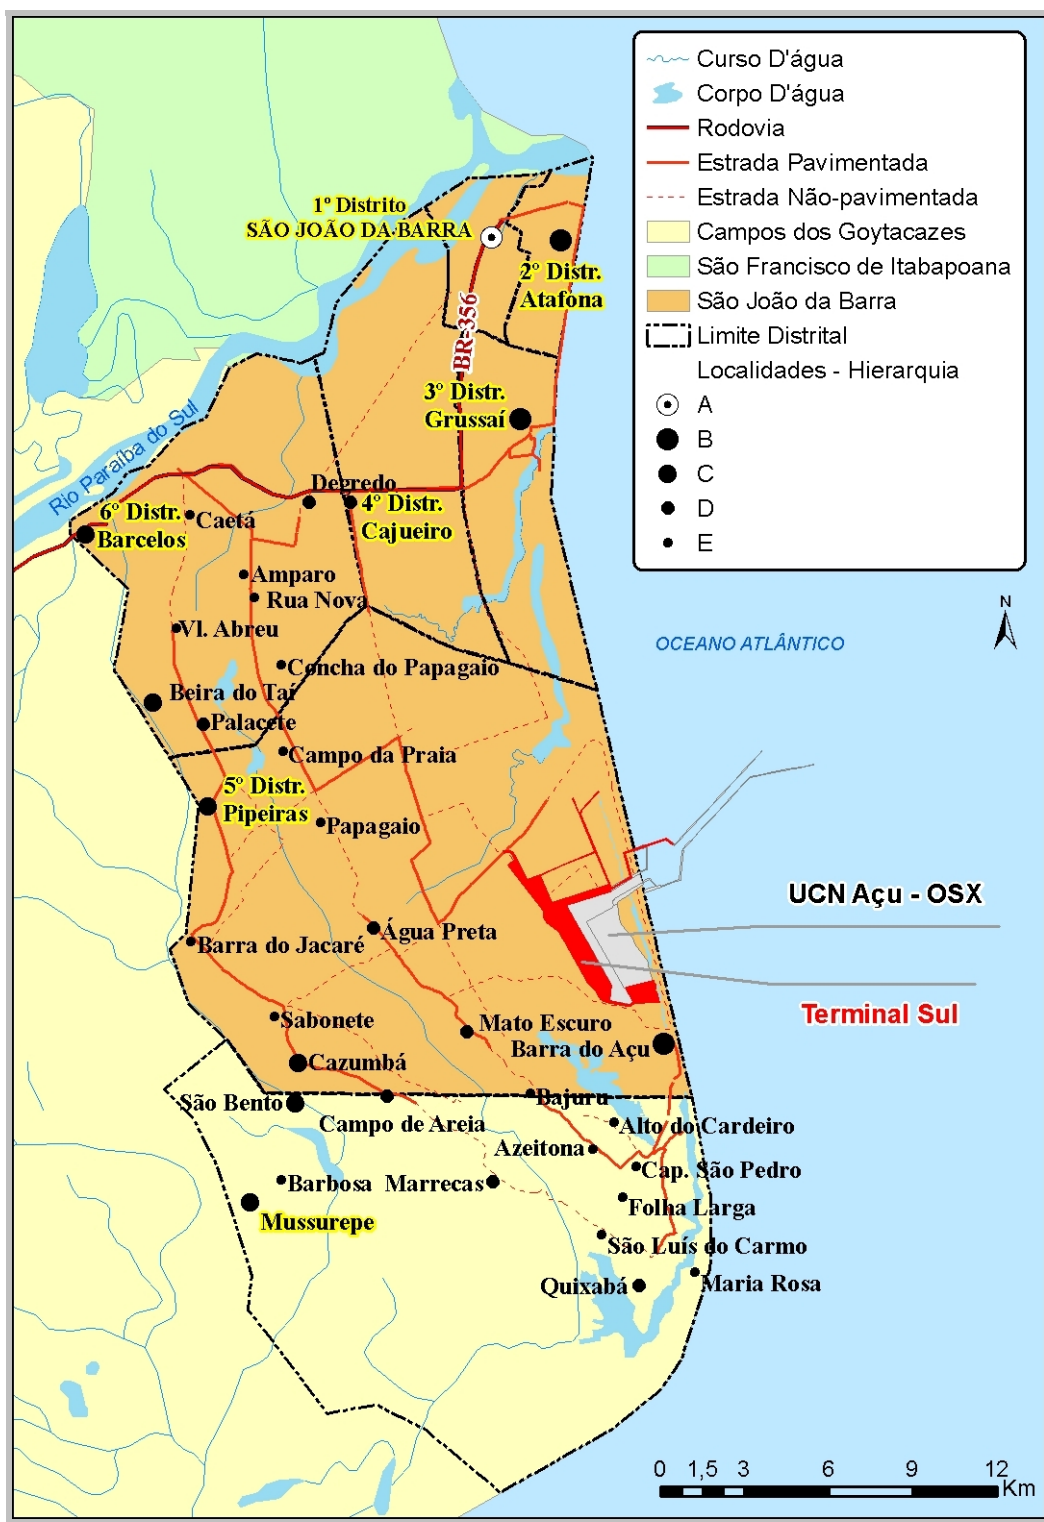 Curso D'água
Corpo D'água
Rodovia
Estrada Pavimentada
Estrada Não-pavimentada
Campos dos Goytacazes
São Francisco de Itabapoana
São João da Barra
Limite Distrital
Localidades - Hierarquia
A
B
C
D
E
1º Distrito
SÃO JOÃO DA BARRA
2º Distr.
Atafona
BR-356
3º Distr.
Grussaí
Rio Paraíba do Sul
Degredo
4º Distr.
Cajueiro
6º Distr.
Barcelos
Caetá
Amparo
Rua Nova
Vl. Abreu
N
OCEANO ATLÂNTICO
Concha do Papagaio
Beira do Taí
Palacete
Campo da Praia
5º Distr.
Pipeiras
Papagaio
UCN Açu - OSX
Água Preta
Barra do Jacaré
Terminal Sul
Sabonete
Mato Escuro
Barra do Açu
Cazumbá
São Bento
Bajuru
Campo de Areia
Alto do Cardeiro
Azeitona
Cap. São Pedro
Barbosa
Marrecas
Folha Larga
Mussurepe
São Luís do Carmo
Quixabá
Maria Rosa
0 1,5 3 6 9 12
Km